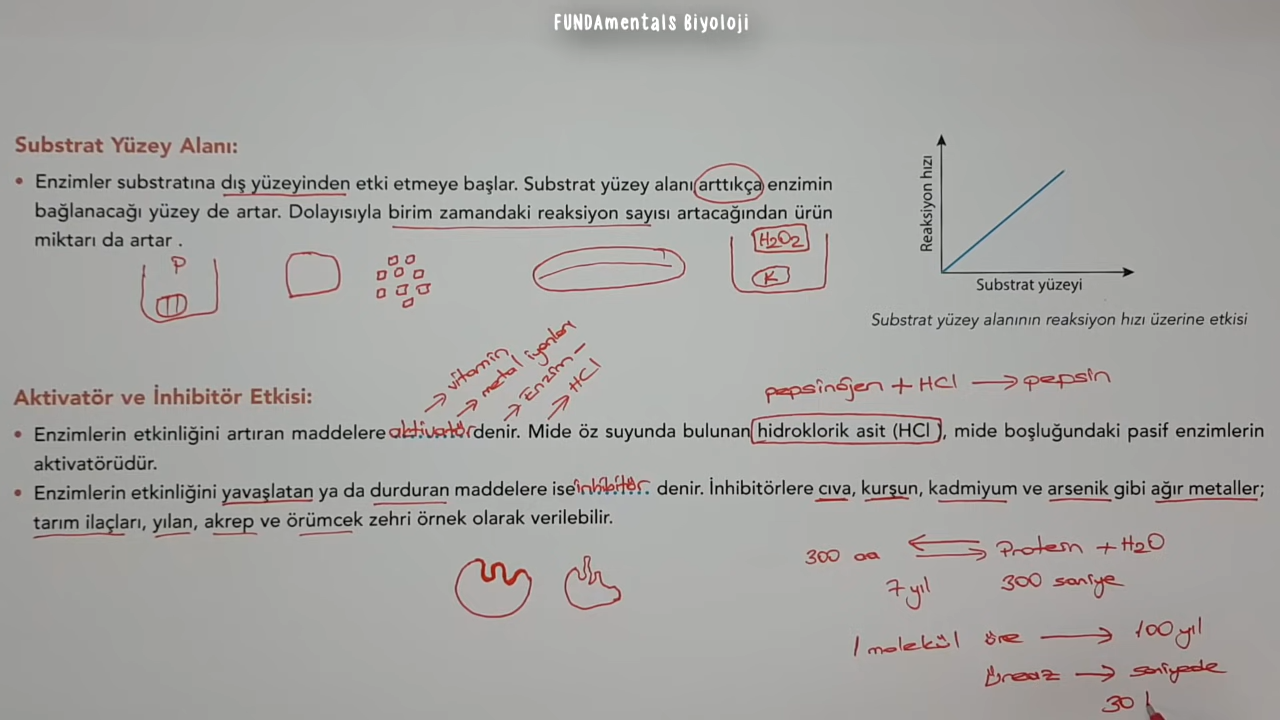 FUNDAmentals Biyoloji
Substrat Yüzey Alanı:
• Enzimler substratına dış yüzeyinden etki etmeye başlar. Substrat yüzey alanı arttıkça enzimin
bağlanacağı yüzey de artar. Dolayısıyla birim zamandaki reaksiyon sayısı artacağından ürün
miktarı da artar .
P
H2O2
K
Reaksiyon hızı
Substrat yüzeyi
Substrat yüzey alanının reaksiyon hızı üzerine etkisi
vitamin
metal iyonları
Enzim
HCl
Aktivatör ve İnhibitör Etkisi:
pepsinojen + HCl → pepsin
• Enzimlerin etkinliğini artıran maddelere aktivatör denir. Mide öz suyunda bulunan hidroklorik asit (HCl ), mide boşluğundaki pasif enzimlerin
aktivatörüdür.
• Enzimlerin etkinliğini yavaşlatan ya da durduran maddelere ise inhibitör denir. İnhibitörlere cıva, kurşun, kadmiyum ve arsenik gibi ağır metaller;
tarım ilaçları, yılan, akrep ve örümcek zehri örnek olarak verilebilir.
300 aa ⇌ Protein + H2O
7 yıl 300 saniye
1 molekül üre → 100 yıl
Üreaz → saniyede
30